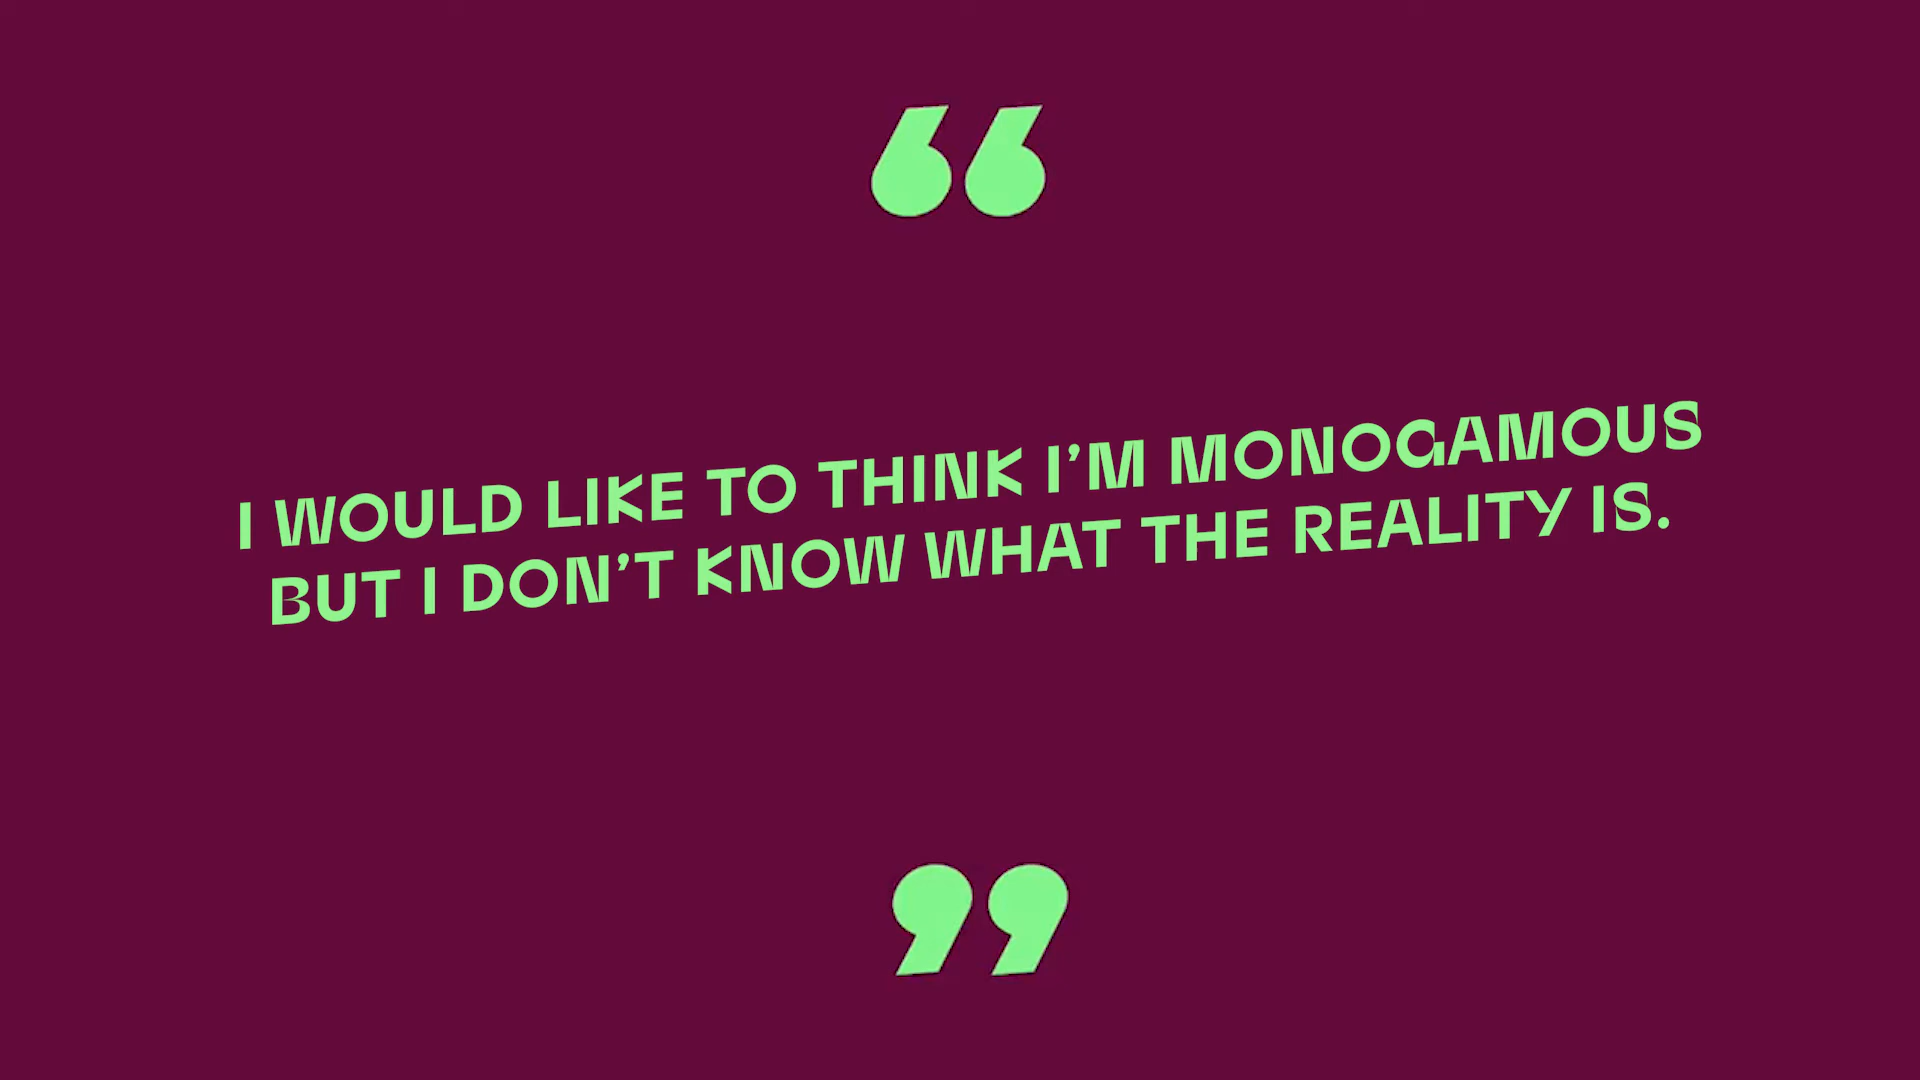 “
I WOULD LIKE TO THINK I’M MONOGAMOUS
BUT I DON’T KNOW WHAT THE REALITY IS.
”